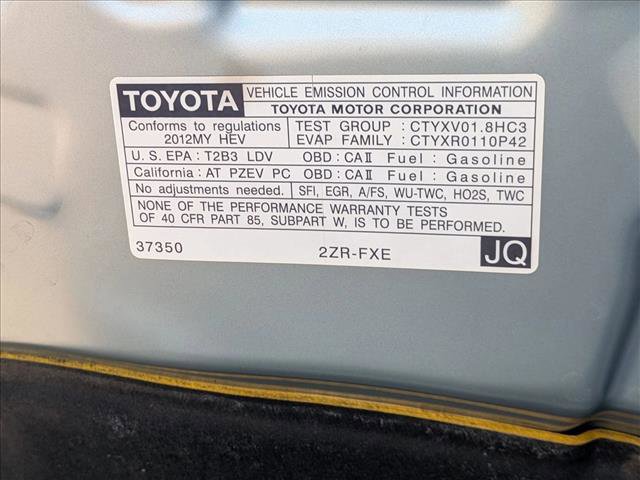 TOYOTA VEHICLE EMISSION CONTROL INFORMATION
TOYOTA MOTOR CORPORATION
Conforms to regulations TEST GROUP : CTYXV01.8HC3
2012MY HEV EVAP FAMILY : CTYXR0110P42
U.S. EPA : T2B3 LDV OBD: CAⅡ Fuel : Gasoline
California: AT PZEV PC OBD: CAⅡ Fuel : Gasoline
No adjustments needed. SFI, EGR, A/FS, WU-TWC, HO2S, TWC
NONE OF THE PERFORMANCE WARRANTY TESTS
OF 40 CFR PART 85, SUBPART W, IS TO BE PERFORMED.
37350 2ZR-FXE JQ